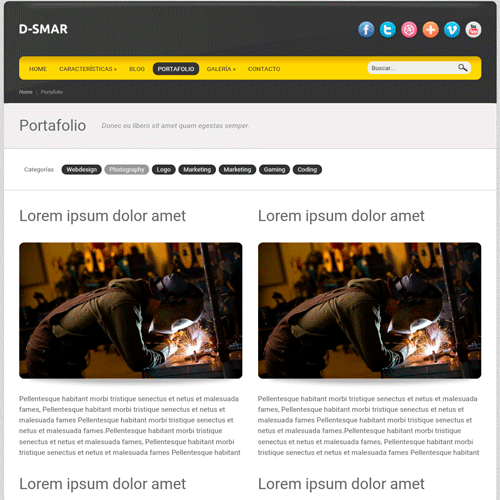 D-SMAR
You Tube
HOME CARACTERÍSTICAS » BLOG PORTAFOLIO GALERÍA » CONTACTO Buscar...
Home | Portafolio
Portafolio Donec eu libero sit amet quam egestas semper.
Categorías Webdesign Photography Logo Marketing Marketing Gaming Coding
Lorem ipsum dolor amet Lorem ipsum dolor amet
Pellentesque habitant morbi tristique senectus et netus et malesuada
fames, Pellentesque habitant morbi tristique senectus et netus et
malesuada fames Pellentesque habitant morbi tristique senectus et
netus et malesuada fames.Pellentesque habitant morbi tristique
senectus et netus et malesuada fames, Pellentesque habitant morbi
tristique senectus et netus et malesuada fames Pellentesque habitant
Pellentesque habitant morbi tristique senectus et netus et malesuada
fames, Pellentesque habitant morbi tristique senectus et netus et
malesuada fames Pellentesque habitant morbi tristique senectus et
netus et malesuada fames.Pellentesque habitant morbi tristique
senectus et netus et malesuada fames, Pellentesque habitant morbi
tristique senectus et netus et malesuada fames Pellentesque habitant
Lorem ipsum dolor amet Lorem ipsum dolor amet